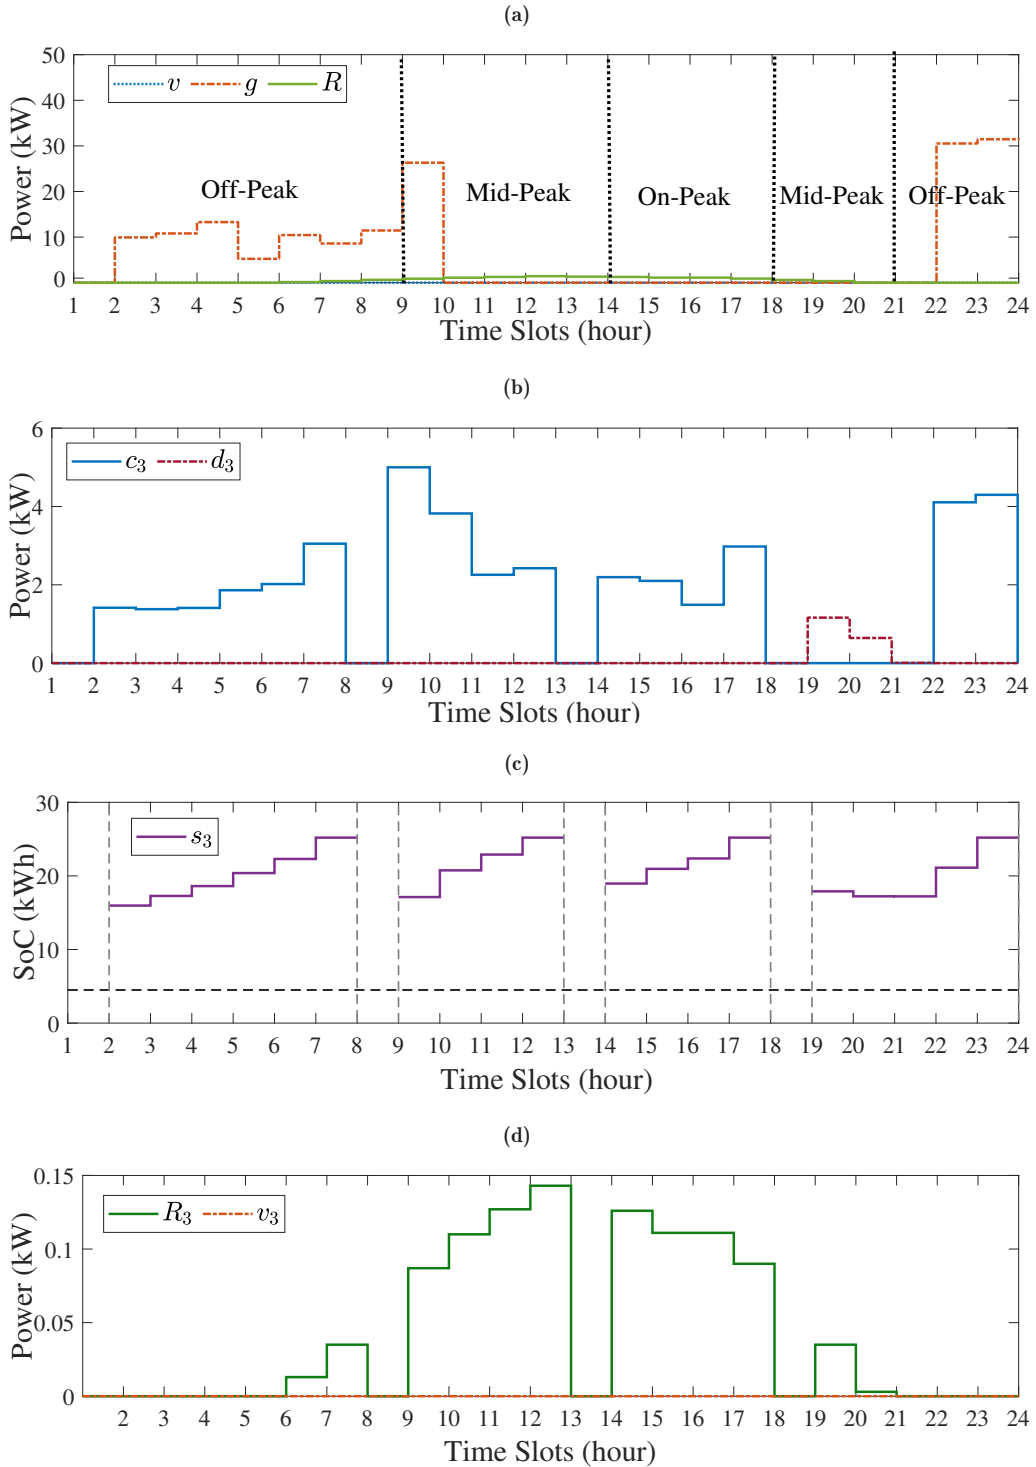 (a)
50
40
30
20
10
0
Power (kW)
v g R
Off-Peak
Mid-Peak
On-Peak
Mid-Peak
Off-Peak
1 2 3 4 5 6 7 8 9 10 11 12 13 14 15 16 17 18 19 20 21 22 23 24
Time Slots (hour)
(b)
6
4
2
0
Power (kW)
c3 d3
1 2 3 4 5 6 7 8 9 10 11 12 13 14 15 16 17 18 19 20 21 22 23 24
Time Slots (hour)
(c)
30
20
10
0
SoC (kWh)
s3
1 2 3 4 5 6 7 8 9 10 11 12 13 14 15 16 17 18 19 20 21 22 23 24
Time Slots (hour)
(d)
0.15
0.1
0.05
0
Power (kW)
R3 v3
2 3 4 5 6 7 8 9 10 11 12 13 14 15 16 17 18 19 20 21 22 23 24
Time Slots (hour)